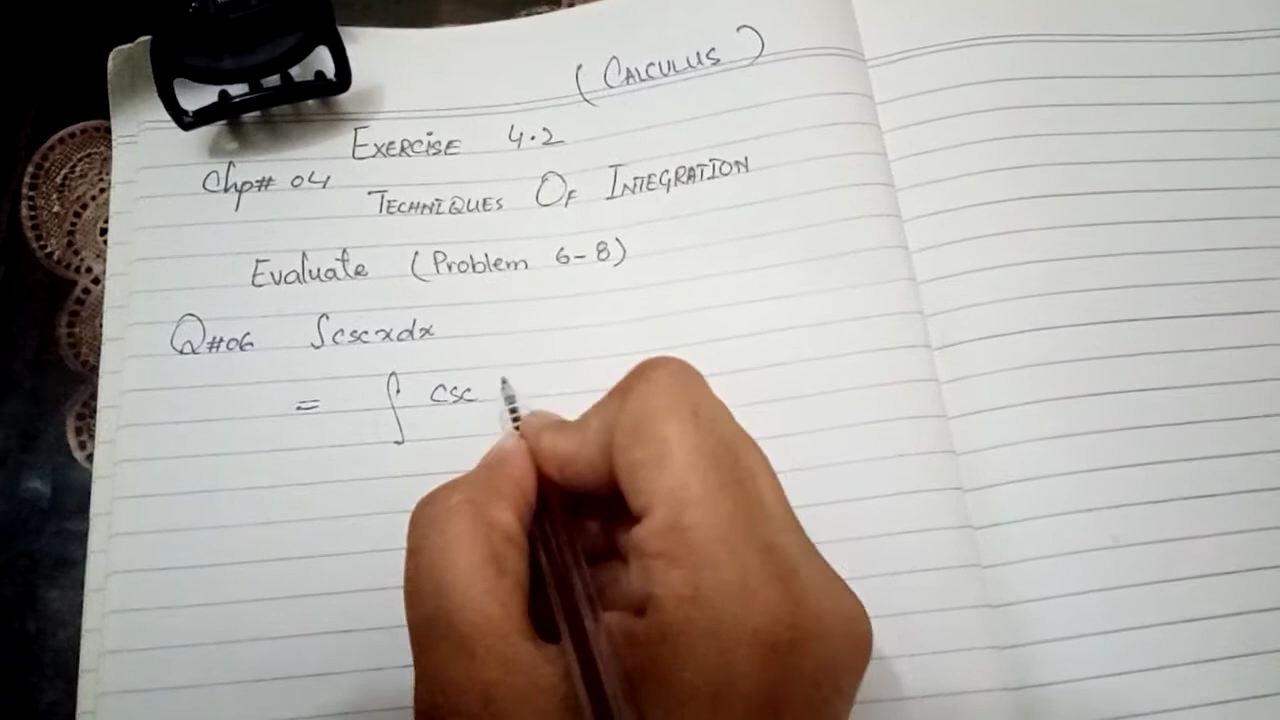 (CALCULUS)
EXERCISE 4.2
Chp# 04
TECHNIQUES OF INTEGRATION
Evaluate (Problem 6-8)
Q#06 ∫cscxdx
= ∫ csc